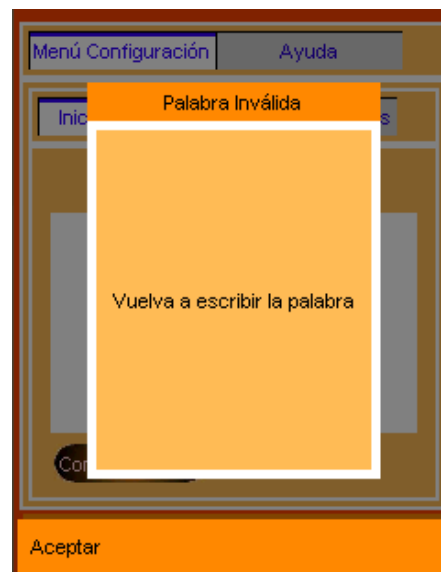 Menú Configuración Ayuda
Palabra Inválida
Vuelva a escribir la palabra
Aceptar